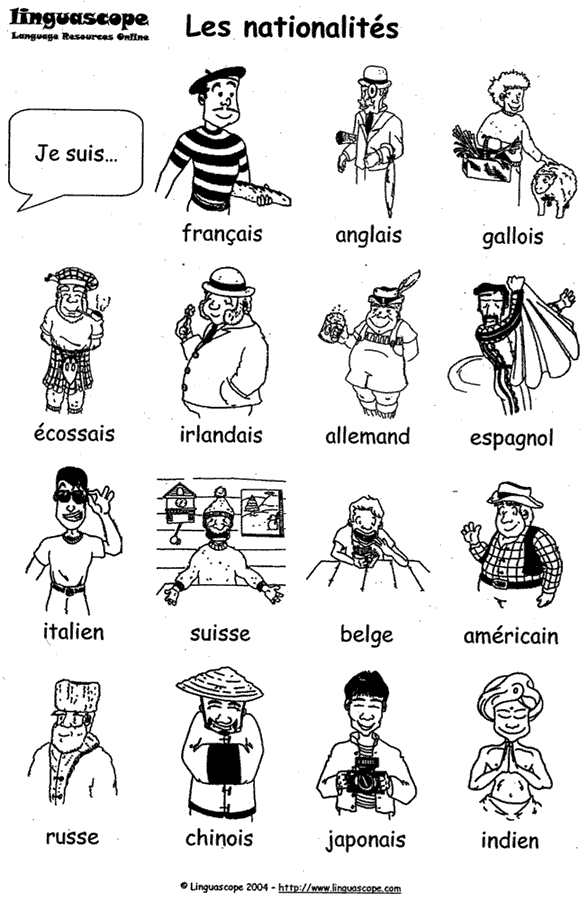 linguascope
Language Resources Online
Les nationalités
Je suis...
français
anglais
gallois
écossais
irlandais
allemand
espagnol
italien
suisse
belge
américain
russe
chinois
japonais
indien
© Linguascope 2004 - http://www.linguascope.com